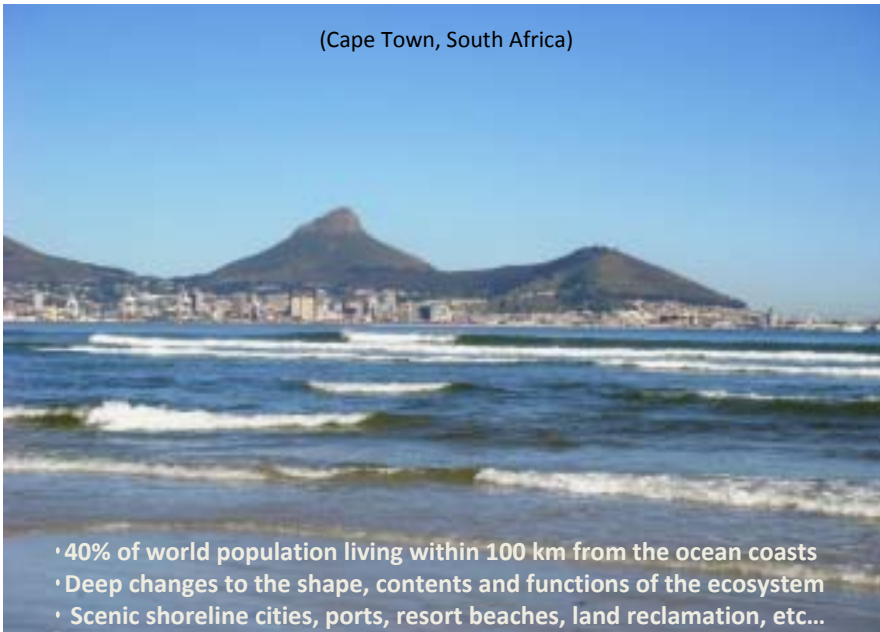 (Cape Town, South Africa)
· 40% of world population living within 100 km from the ocean coasts
· Deep changes to the shape, contents and functions of the ecosystem
· Scenic shoreline cities, ports, resort beaches, land reclamation, etc...